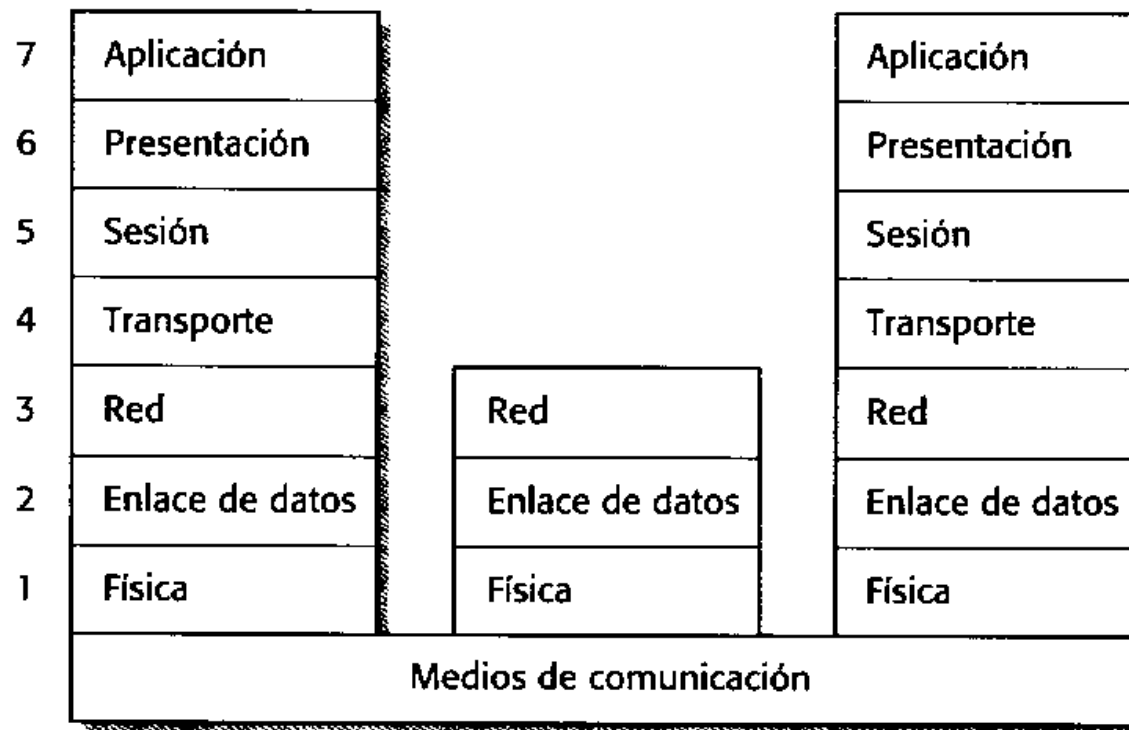 7 Aplicación Aplicación
6 Presentación Presentación
5 Sesión Sesión
4 Transporte Transporte
3 Red Red Red
2 Enlace de datos Enlace de datos Enlace de datos
1 Física Física Física
Medios de comunicación